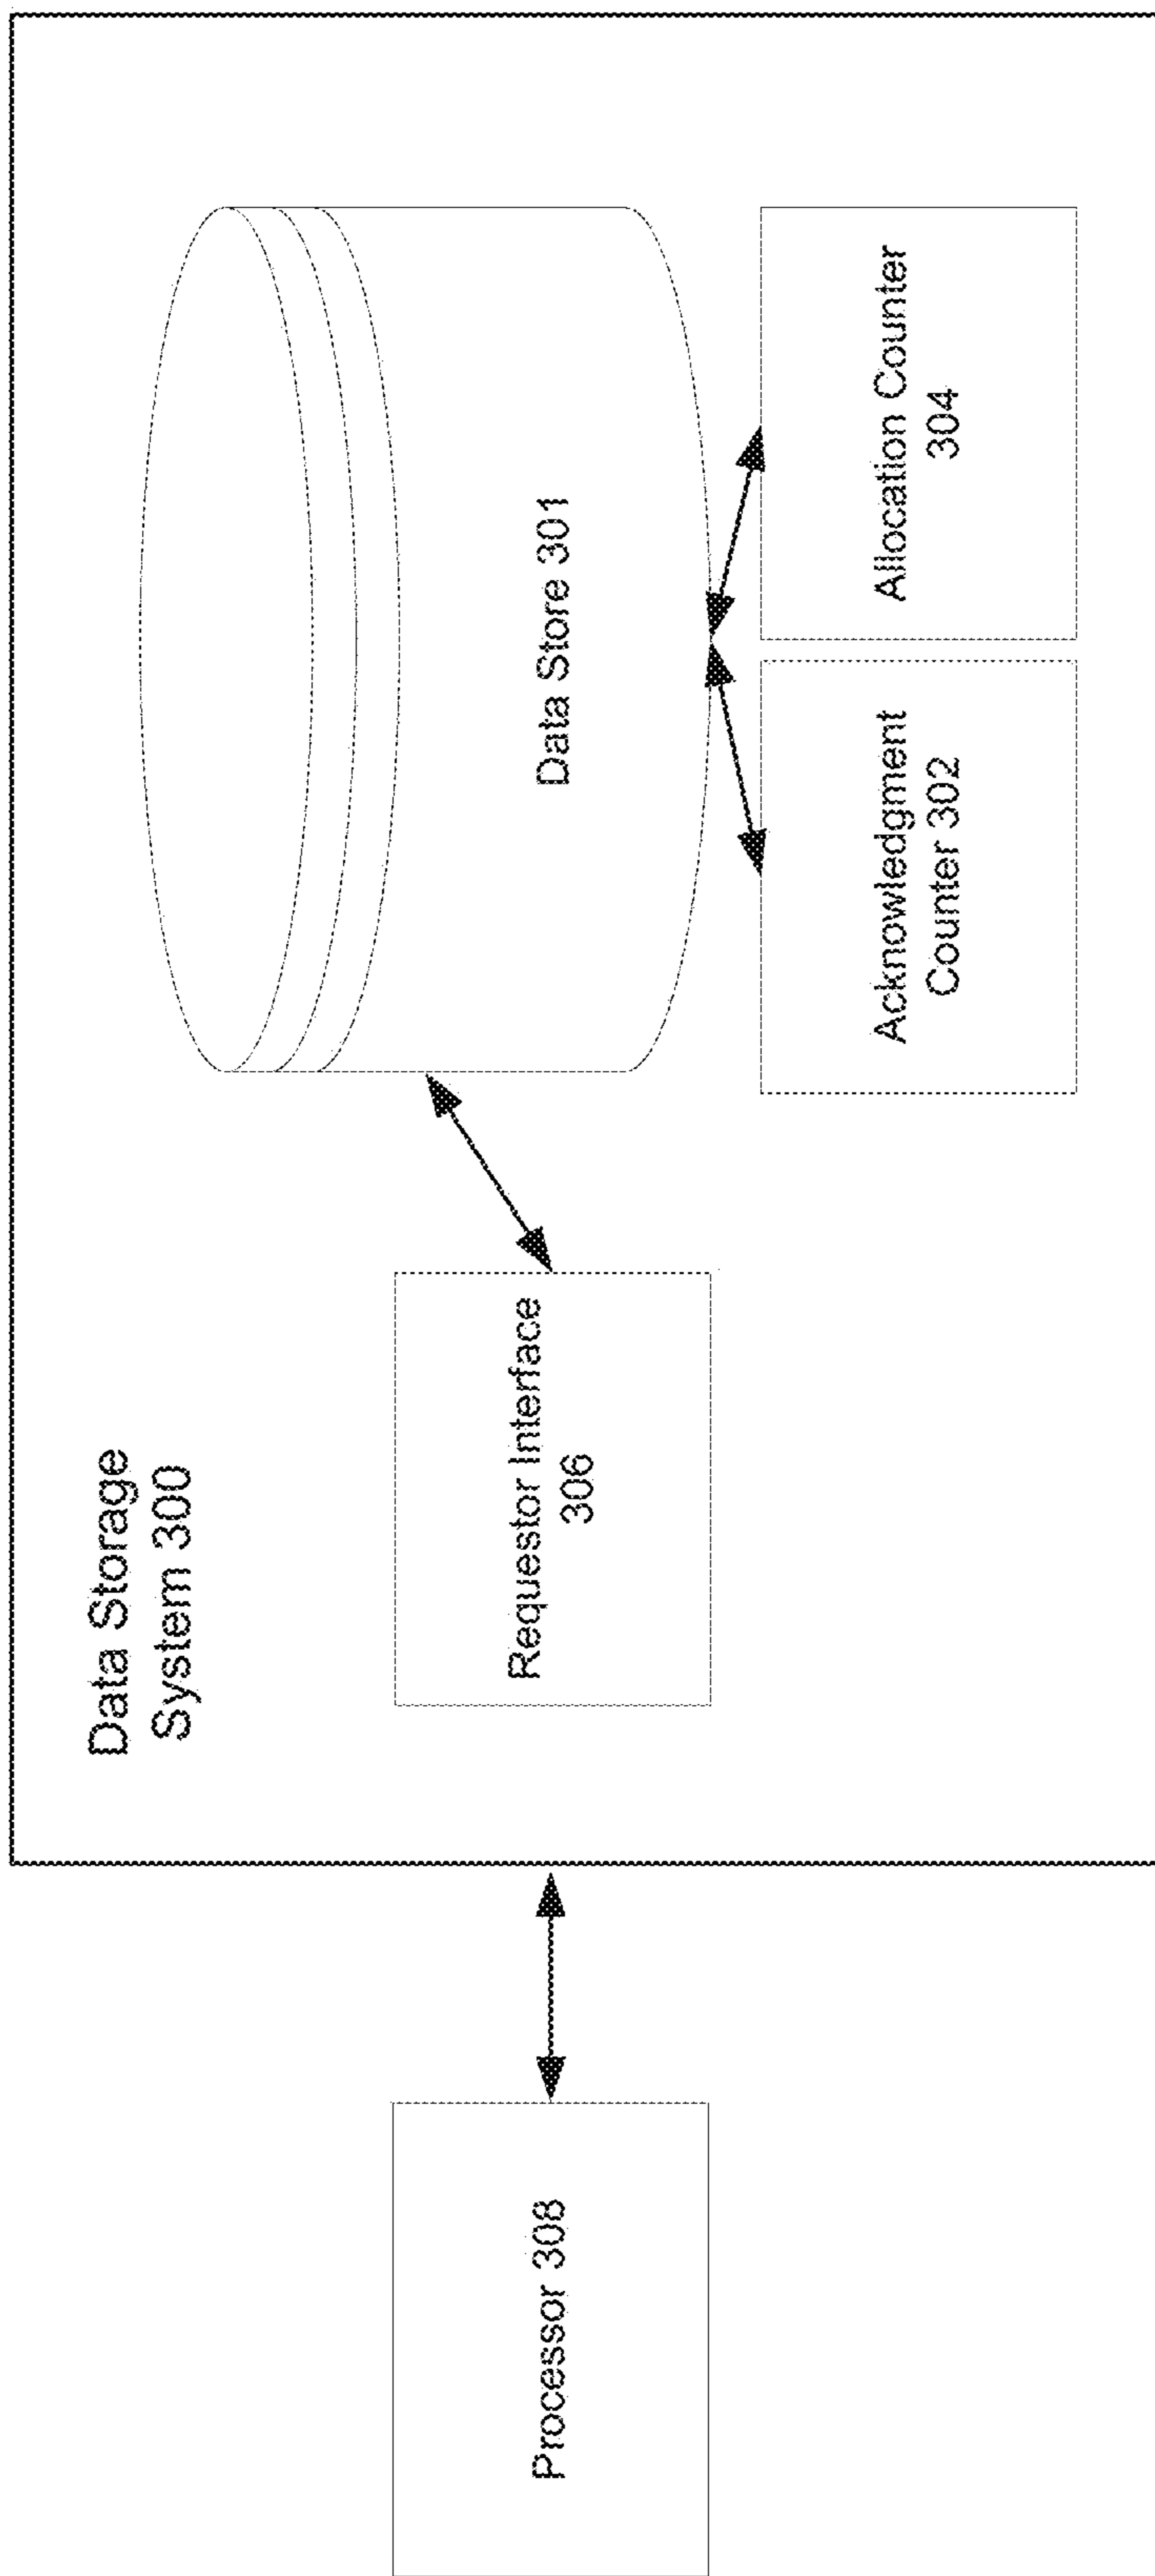 Data Storage
System 300
Processor 308
Requestor Interface
306
Data Store 301
Acknowledgment
Counter 302
Allocation Counter
304